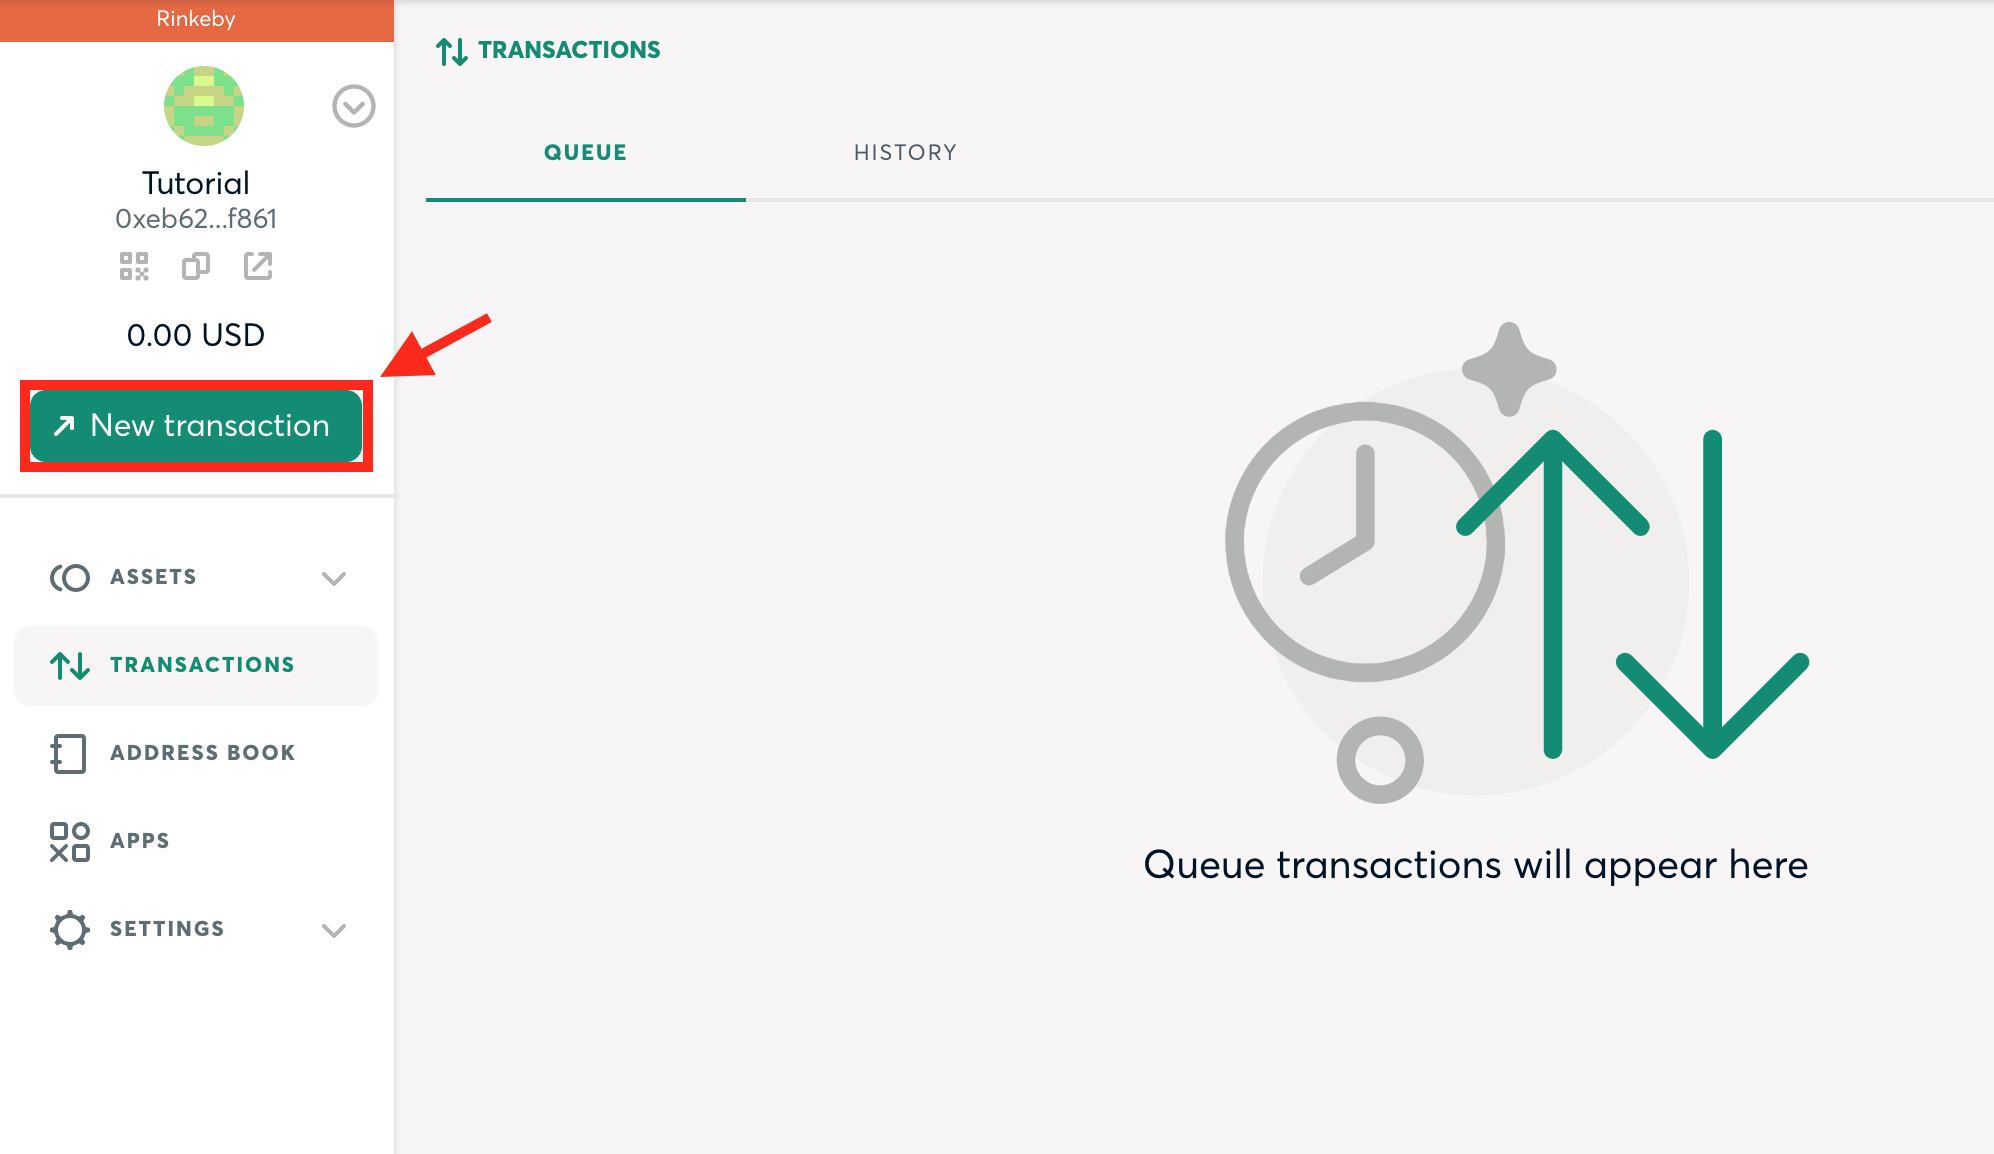 Rinkeby
Tutorial
0xeb62...f861
0.00 USD
New transaction
ASSETS
TRANSACTIONS
ADDRESS BOOK
APPS
SETTINGS
TRANSACTIONS
QUEUE HISTORY
Queue transactions will appear here